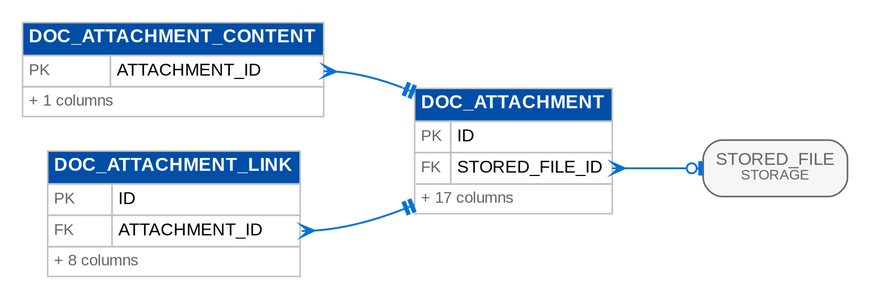 DOC_ATTACHMENT_CONTENT
PK ATTACHMENT_ID
+ 1 columns
DOC_ATTACHMENT_LINK
PK ID
FK ATTACHMENT_ID
+ 8 columns
DOC_ATTACHMENT
PK ID
FK STORED_FILE_ID
+ 17 columns
STORED_FILE
STORAGE